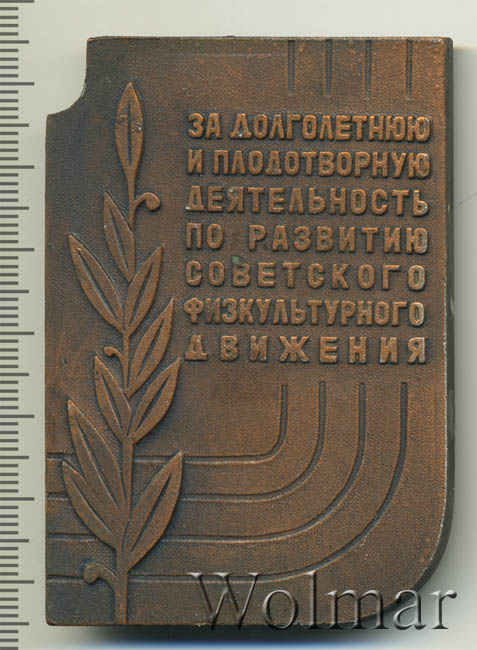 ЗА ДОЛГОЛЕТНЮЮ
И ПЛОДОТВОРНУЮ
ДЕЯТЕЛЬНОСТЬ
ПО РАЗВИТИЮ
СОВЕТСКОГО
ФИЗКУЛЬТУРНОГО
ДВИЖЕНИЯ
Wolmar